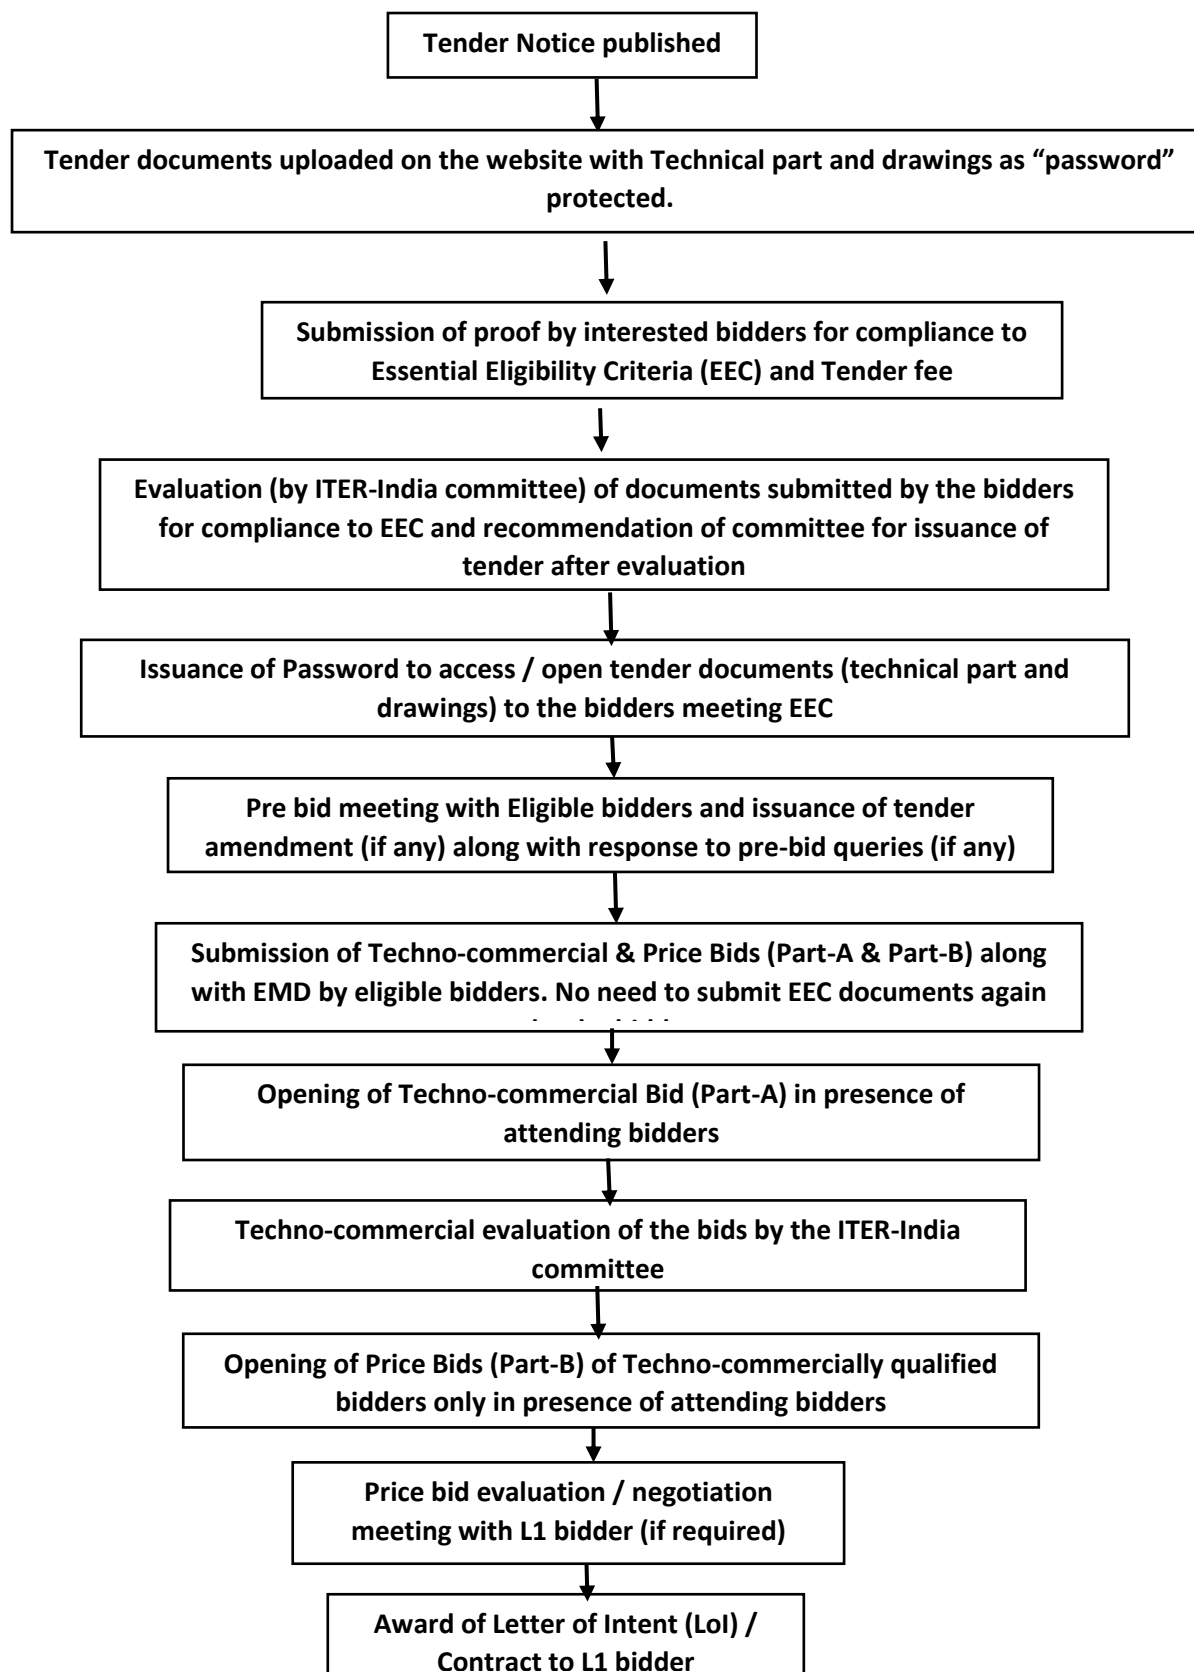 Tender Notice published
Tender documents uploaded on the website with Technical part and drawings as “password”
protected.
Submission of proof by interested bidders for compliance to
Essential Eligibility Criteria (EEC) and Tender fee
Evaluation (by ITER-India committee) of documents submitted by the bidders
for compliance to EEC and recommendation of committee for issuance of
tender after evaluation
Issuance of Password to access / open tender documents (technical part and
drawings) to the bidders meeting EEC
Pre bid meeting with Eligible bidders and issuance of tender
amendment (if any) along with response to pre-bid queries (if any)
Submission of Techno-commercial & Price Bids (Part-A & Part-B) along
with EMD by eligible bidders. No need to submit EEC documents again
Opening of Techno-commercial Bid (Part-A) in presence of
attending bidders
Techno-commercial evaluation of the bids by the ITER-India
committee
Opening of Price Bids (Part-B) of Techno-commercially qualified
bidders only in presence of attending bidders
Price bid evaluation / negotiation
meeting with L1 bidder (if required)
Award of Letter of Intent (LoI) /
Contract to L1 bidder